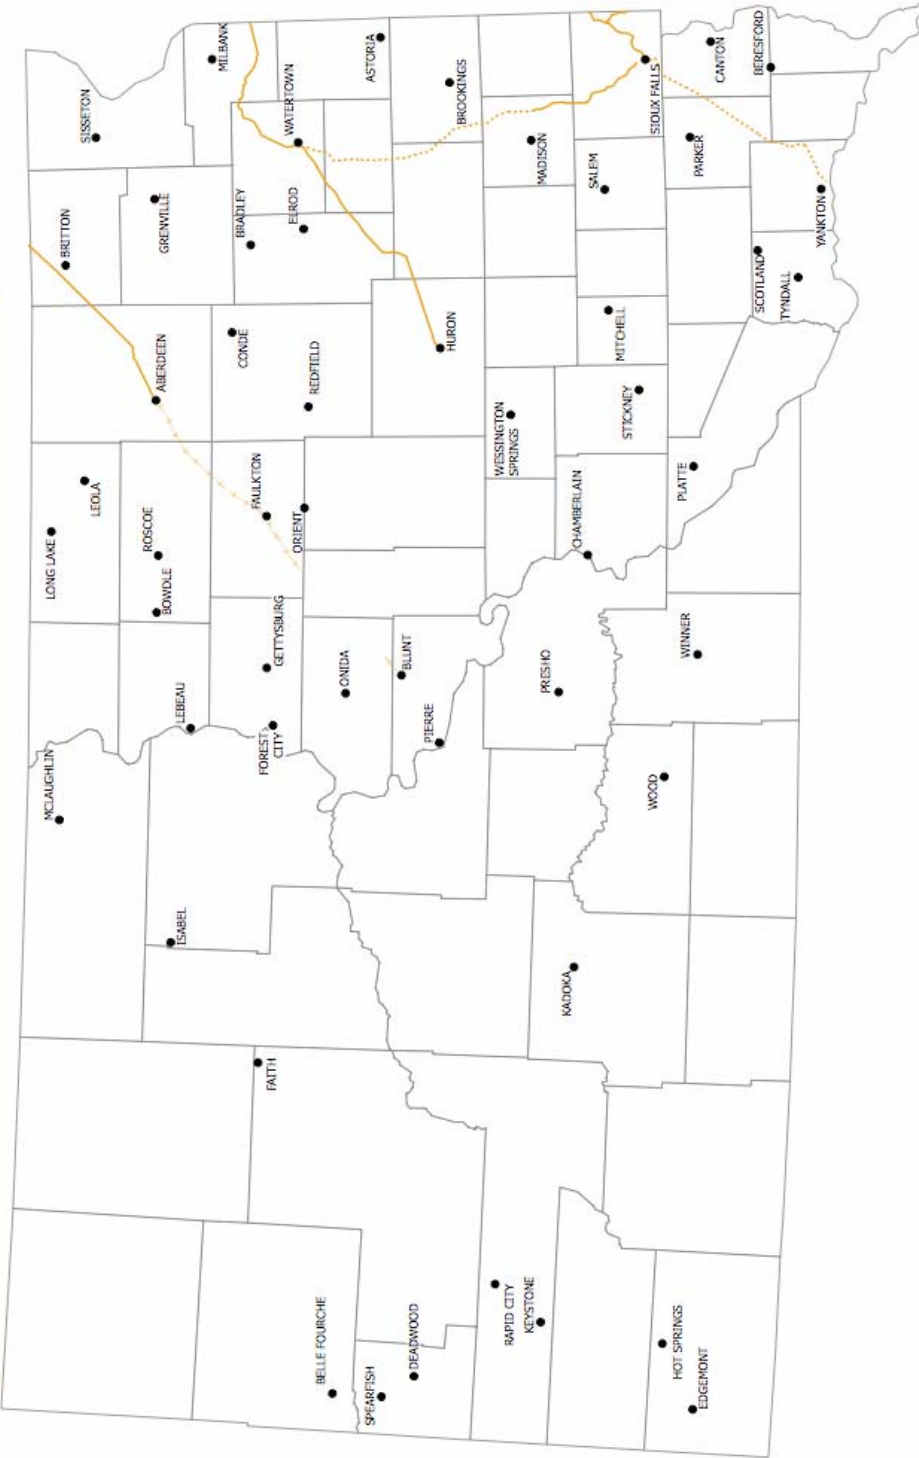 SISSETON
MILBANK
WATERTOWN
ASTORIA
BROOKINGS
SIOUX FALLS
CANTON
BERESFORD
BRITTON
GRENVILLE
BRADLEY
ELROD
MADISON
SALEM
PARKER
YANKTON
SCOTLAND
TYNDALL
ABERDEEN
CONDE
REDFIELD
HURON
MITCHELL
WESSINGTON
SPRINGS
STICKNEY
PLATTE
LONG LAKE
LEOLA
ROSCOE
BOWDLE
FAULKTON
ORIENT
CHAMBERLAIN
GETTYSBURG
LEBEAU
FOREST
CITY
ONIDA
BLUNT
PIERRE
PRESHO
WINNER
MCLAUGHLIN
WOOD
ISABEL
KADOKA
FAITH
BELLE FOURCHE
SPEARFISH
DEADWOOD
RAPID CITY
KEYSTONE
HOT SPRINGS
EDGEMONT